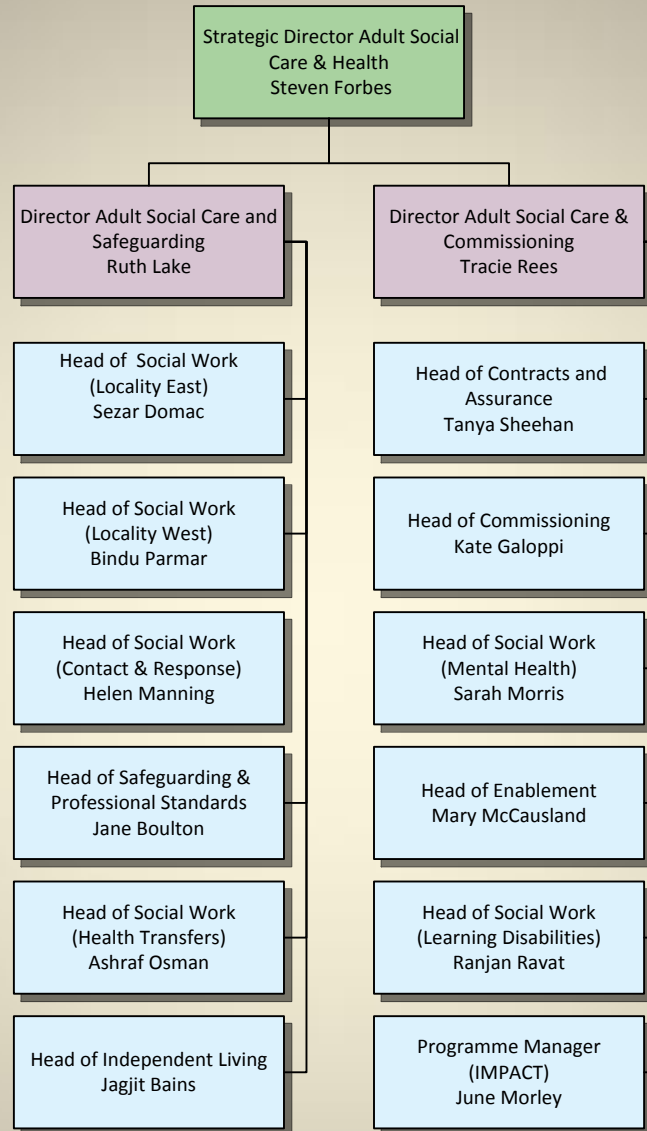 Strategic Director Adult Social
Care & Health
Steven Forbes
Director Adult Social Care and
Safeguarding
Ruth Lake
Director Adult Social Care &
Commissioning
Tracie Rees
Head of Social Work
(Locality East)
Sezar Domac
Head of Contracts and
Assurance
Tanya Sheehan
Head of Social Work
(Locality West)
Bindu Parmar
Head of Commissioning
Kate Galoppi
Head of Social Work
(Contact & Response)
Helen Manning
Head of Social Work
(Mental Health)
Sarah Morris
Head of Safeguarding &
Professional Standards
Jane Boulton
Head of Enablement
Mary McCausland
Head of Social Work
(Health Transfers)
Ashraf Osman
Head of Social Work
(Learning Disabilities)
Ranjan Ravat
Head of Independent Living
Jagjit Bains
Programme Manager
(IMPACT)
June Morley